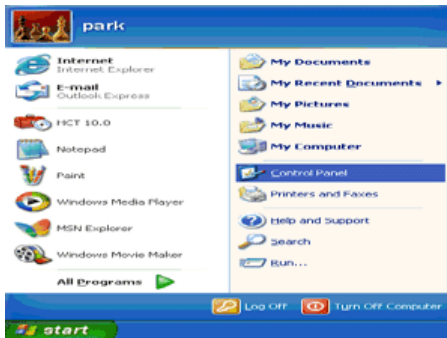 park
Internet
Internet Explorer
E-mail
Outlook Express
HCT 10.0
Notepad
Paint
Windows Media Player
MSN Explorer
Windows Movie Maker
All Programs
My Documents
My Recent Documents
My Pictures
My Music
My Computer
Control Panel
Printers and Faxes
Help and Support
Search
Run...
Log Off
Turn Off Computer
start